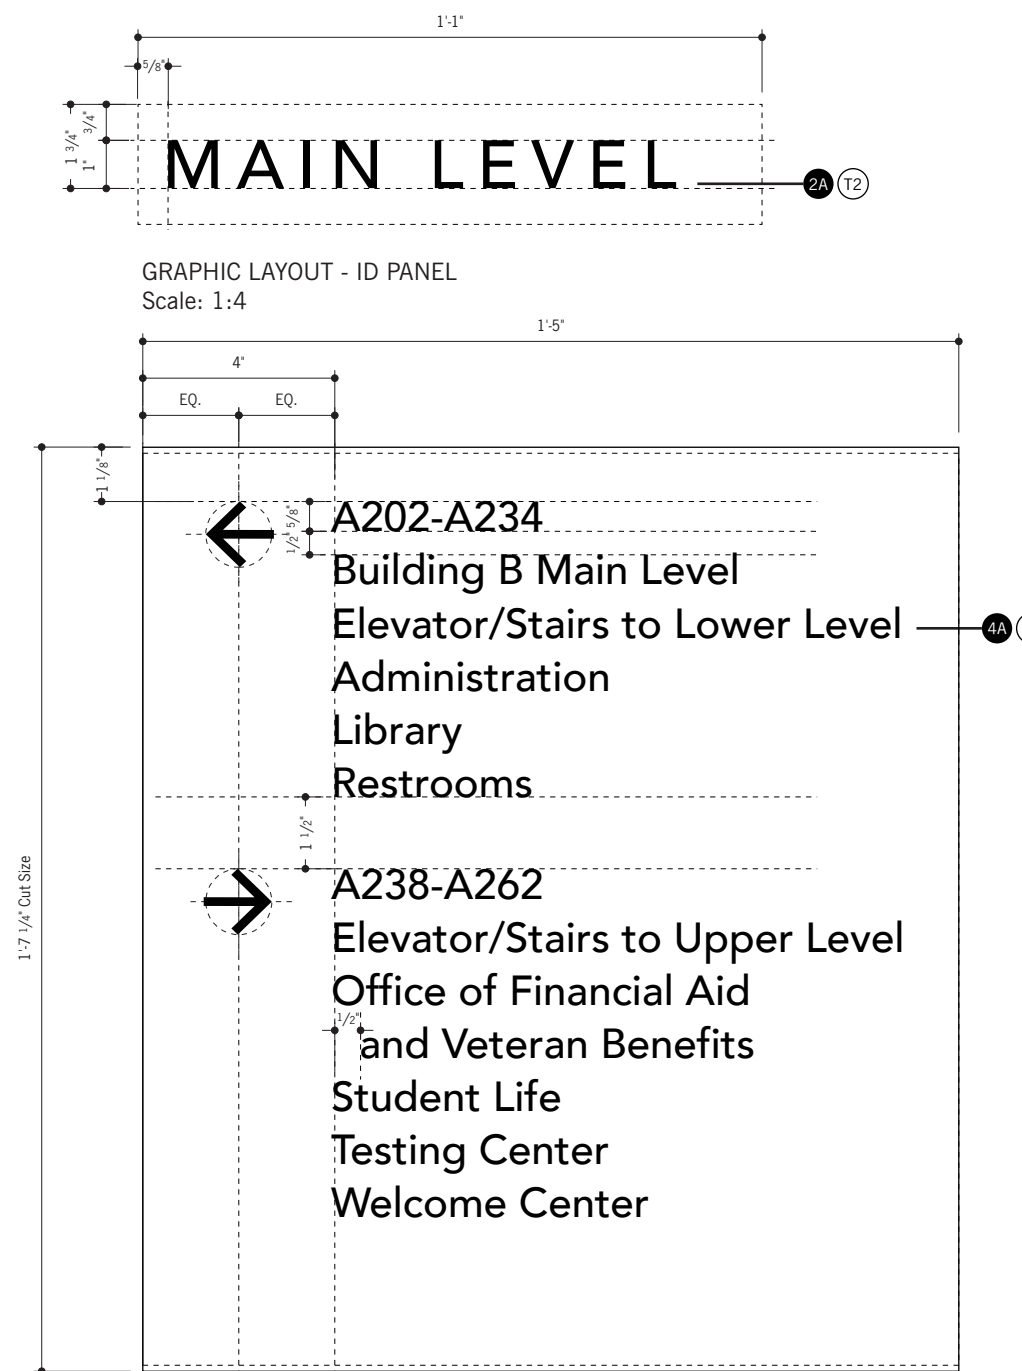 1'-1"
5/8"
3/4"
1 3/4"
1"
MAIN LEVEL
2A T2
GRAPHIC LAYOUT - ID PANEL
Scale: 1:4
1'-5"
4"
EQ. EQ.
1 1/8"
5/8"
1/2"
A202-A234
Building B Main Level
Elevator/Stairs to Lower Level
4A
Administration
Library
Restrooms
1 1/2"
1'-7 1/4" Cut Size
A238-A262
Elevator/Stairs to Upper Level
Office of Financial Aid
1/2"
and Veteran Benefits
Student Life
Testing Center
Welcome Center